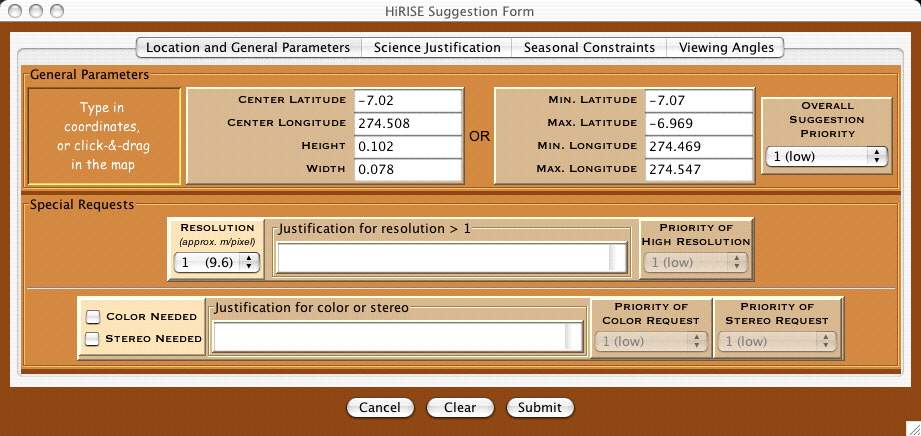 HiRISE Suggestion Form
Location and General Parameters
Science Justification
Seasonal Constraints
Viewing Angles
General Parameters
Type in
coordinates,
or click-&-drag
in the map
CENTER LATITUDE -7.02
CENTER LONGITUDE 274.508
HEIGHT 0.102
WIDTH 0.078
OR
MIN. LATITUDE -7.07
MAX. LATITUDE -6.969
MIN. LONGITUDE 274.469
MAX. LONGITUDE 274.547
OVERALL
SUGGESTION
PRIORITY
1 (low)
Special Requests
RESOLUTION
(approx. m/pixel)
1 (9.6)
Justification for resolution > 1
PRIORITY OF
HIGH RESOLUTION
1 (low)
COLOR NEEDED
STEREO NEEDED
Justification for color or stereo
PRIORITY OF
COLOR REQUEST
1 (low)
PRIORITY OF
STEREO REQUEST
1 (low)
Cancel
Clear
Submit